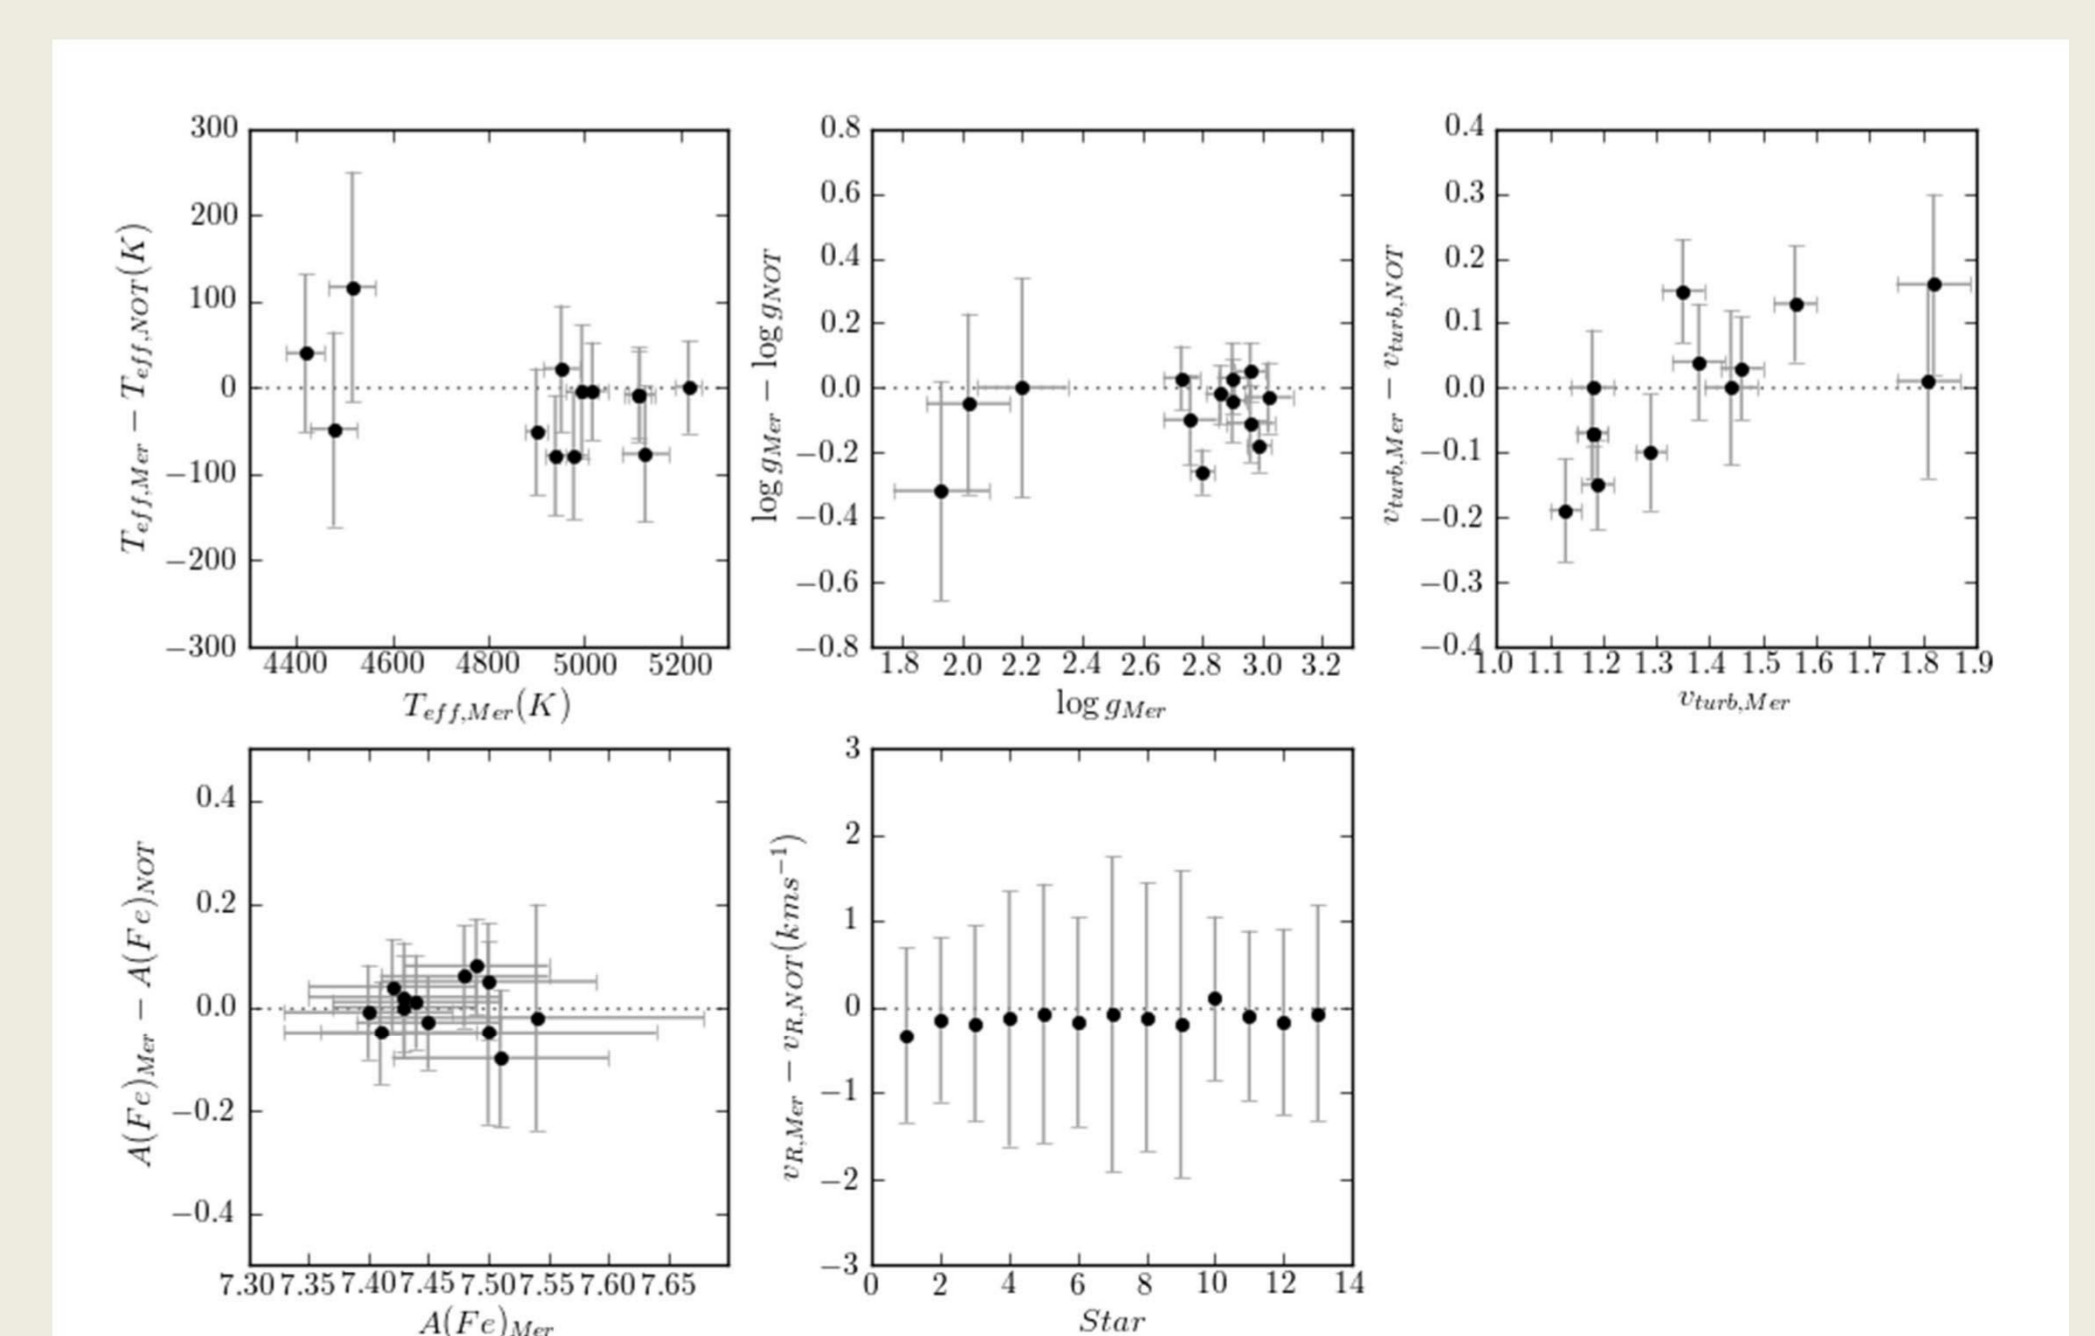 300
200
100
0
−100
−200
−300
T_{eff,Mer} − T_{eff,NOT}(K)
4400 4600 4800 5000 5200
T_{eff,Mer}(K)
0.8
0.6
0.4
0.2
0.0
−0.2
−0.4
−0.6
−0.8
log g_{Mer} − log g_{NOT}
1.8 2.0 2.2 2.4 2.6 2.8 3.0 3.2
log g_{Mer}
0.4
0.3
0.2
0.1
0.0
−0.1
−0.2
−0.3
−0.4
v_{turb,Mer} − v_{turb,NOT}
1.0 1.1 1.2 1.3 1.4 1.5 1.6 1.7 1.8 1.9
v_{turb,Mer}
0.4
0.2
0.0
−0.2
−0.4
A(Fe)_{Mer} − A(Fe)_{NOT}
7.30 7.35 7.40 7.45 7.50 7.55 7.60 7.65
A(Fe)_{Mer}
3
2
1
0
−1
−2
−3
v_{R,Mer} − v_{R,NOT}(kms^{−1})
0 2 4 6 8 10 12 14
Star